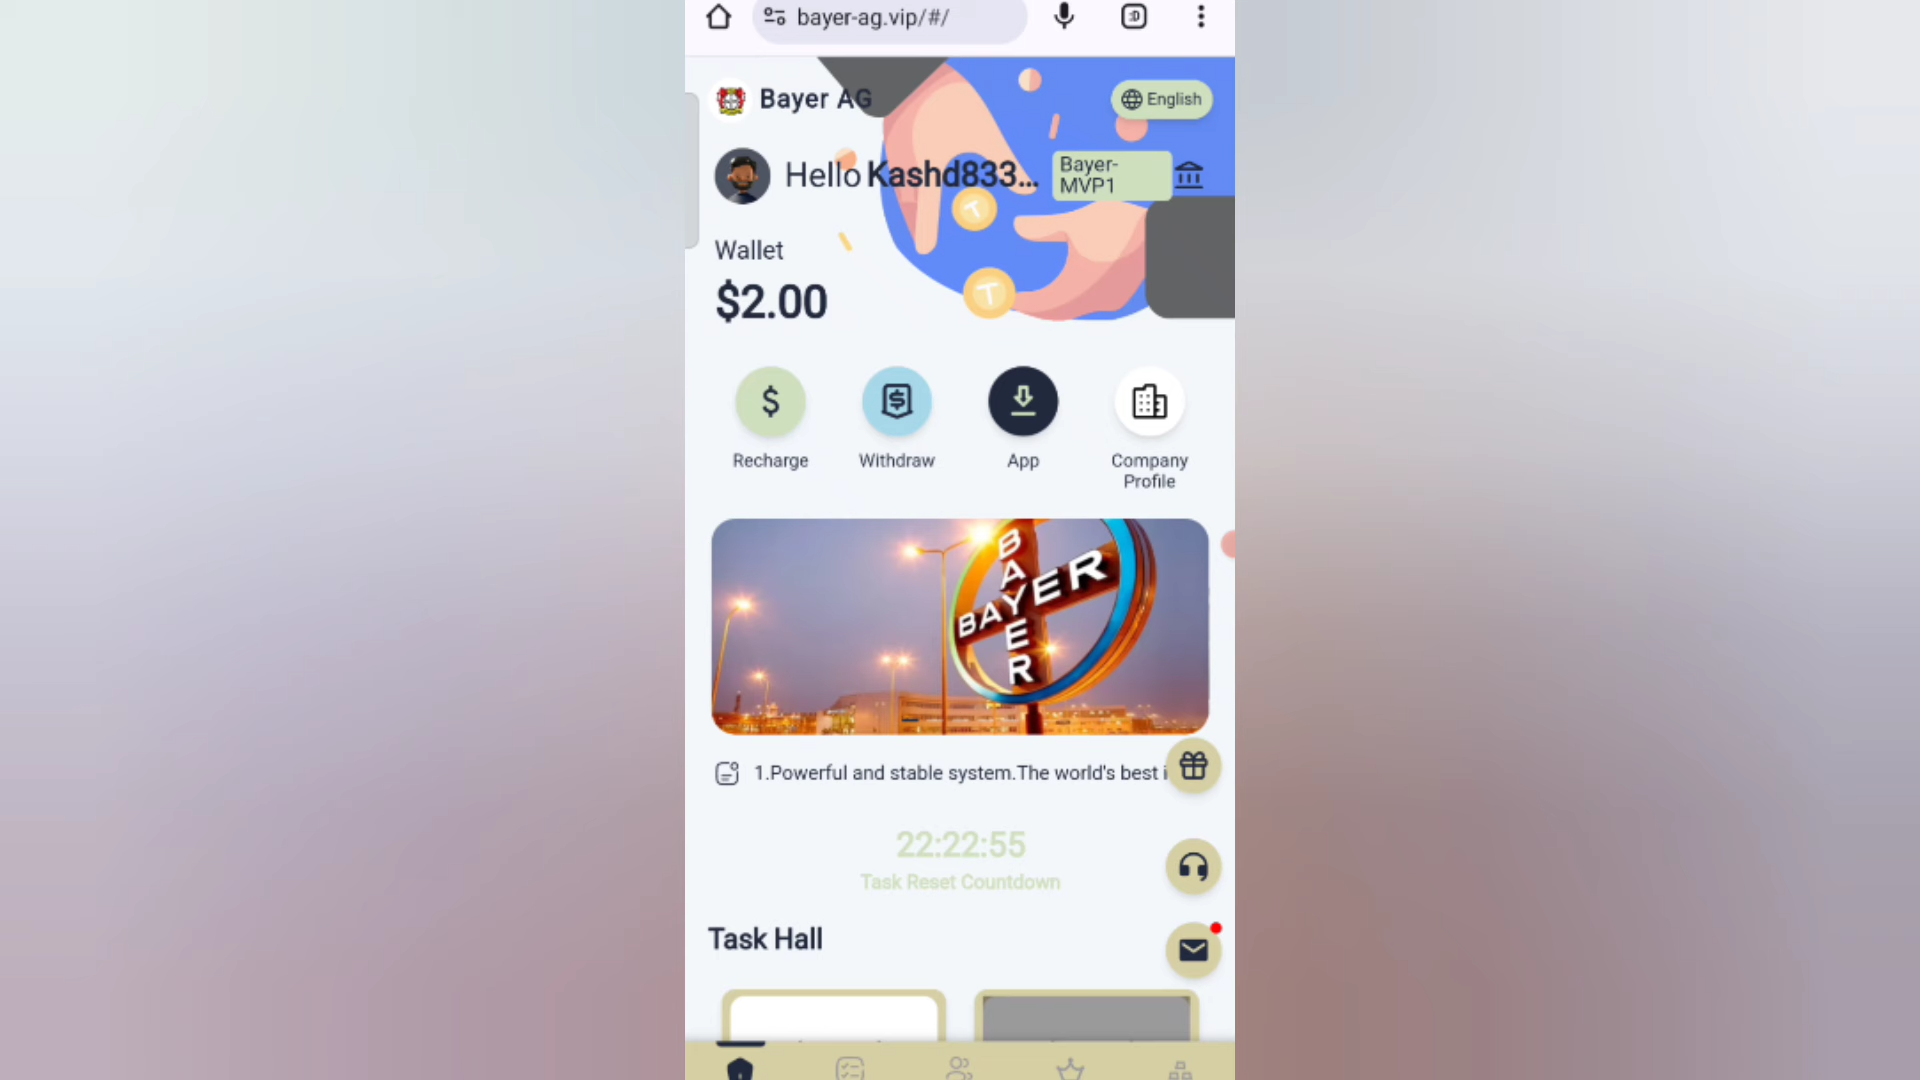 bayer-ag.vip/#/
:D
Bayer AG
English
Hello Kashd833...
Bayer-
MVP1
Wallet
$2.00
Recharge
Withdraw
App
Company
Profile
BAYER
BAYER
1.Powerful and stable system.The world's best i
22:22:55
Task Reset Countdown
Task Hall